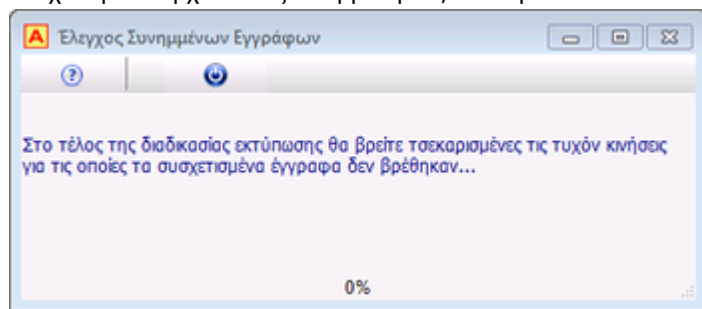 Έλεγχος Συνημμένων Εγγράφων
Στο τέλος της διαδικασίας εκτύπωσης θα βρείτε τσεκαρισμένες τις τυχόν κινήσεις
για τις οποίες τα συσχετισμένα έγγραφα δεν βρέθηκαν...
0%